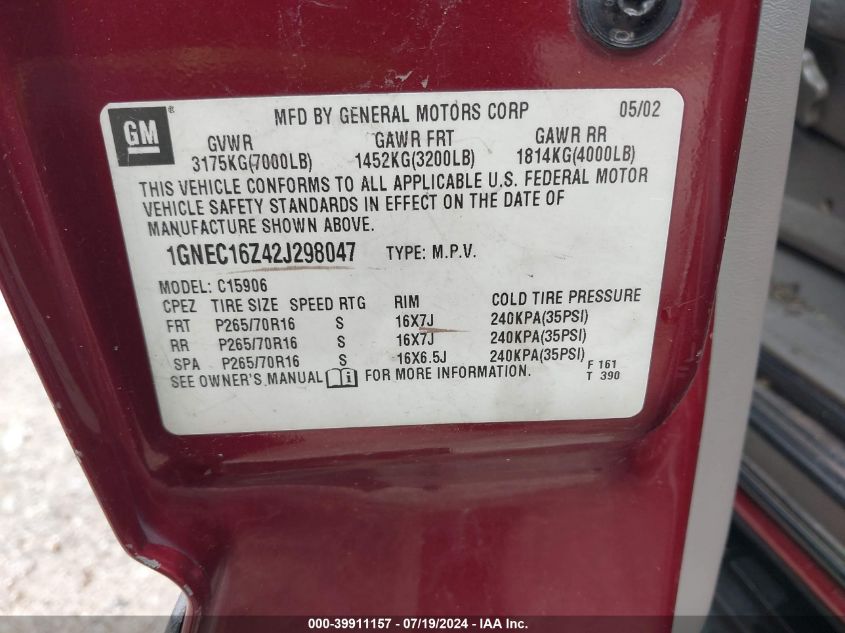 GM ®
MFD BY GENERAL MOTORS CORP 05/02
GVWR GAWR FRT GAWR RR
3175KG(7000LB) 1452KG(3200LB) 1814KG(4000LB)
THIS VEHICLE CONFORMS TO ALL APPLICABLE U.S. FEDERAL MOTOR
VEHICLE SAFETY STANDARDS IN EFFECT ON THE DATE OF
MANUFACTURE SHOWN ABOVE.
1GNEC16Z42J298047 TYPE: M.P.V.
MODEL: C15906
CPEZ TIRE SIZE SPEED RTG RIM COLD TIRE PRESSURE
FRT P265/70R16 S 16X7J 240KPA(35PSI)
RR P265/70R16 S 16X7J 240KPA(35PSI)
SPA P265/70R16 S 16X6.5J 240KPA(35PSI)
SEE OWNER'S MANUAL i FOR MORE INFORMATION.
F 161
T 390
000-39911157 / 07/19/2024 - IAA Inc.